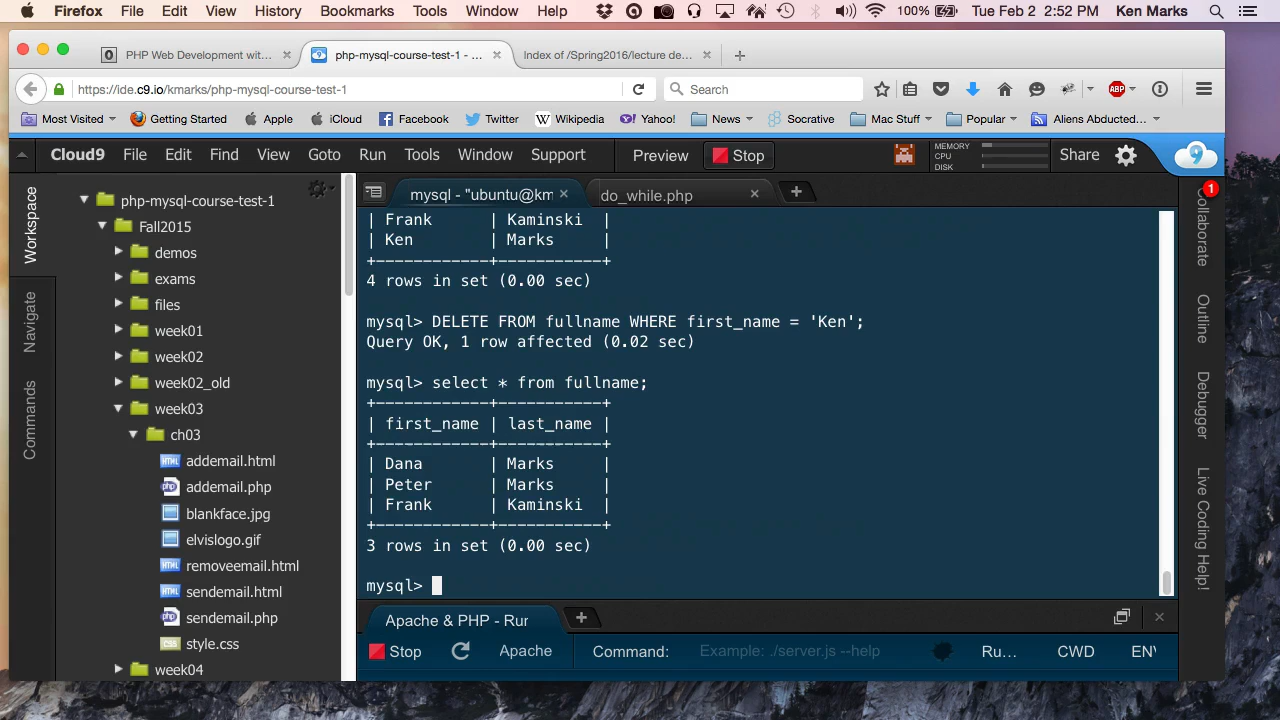 Firefox File Edit View History Bookmarks Tools Window Help 100% Tue Feb 2 2:52 PM Ken Marks
PHP Web Development wit... php-mysql-course-test-1 - ... Index of /Spring2016/lecture de...
https://ide.c9.io/kmarks/php-mysql-course-test-1 Search ABP
Most Visited Getting Started Apple iCloud Facebook Twitter Wikipedia Yahoo! News Socrative Mac Stuff Popular Aliens Abducted...
Cloud9 File Edit Find View Goto Run Tools Window Support Preview Stop MEMORY CPU DISK Share
Workspace
Navigate
Commands
php-mysql-course-test-1
Fall2015
demos
exams
files
week01
week02
week02_old
week03
ch03
HTML addemail.html
php addemail.php
blankface.jpg
elvislogo.gif
HTML removeemail.html
HTML sendemail.html
php sendemail.php
CSS style.css
week04
mysql - "ubuntu@km do_while.php
| Frank | Kaminski |
| Ken | Marks |
+------------+-----------+
4 rows in set (0.00 sec)
mysql> DELETE FROM fullname WHERE first_name = 'Ken';
Query OK, 1 row affected (0.02 sec)
mysql> select * from fullname;
+------------+-----------+
| first_name | last_name |
+------------+-----------+
| Dana | Marks |
| Peter | Marks |
| Frank | Kaminski |
+------------+-----------+
3 rows in set (0.00 sec)
mysql>
Apache & PHP - Run
Stop Apache Command: Example: ./server.js --help Ru... CWD ENV
1
Collaborate
Outline
Debugger
Live Coding Help!